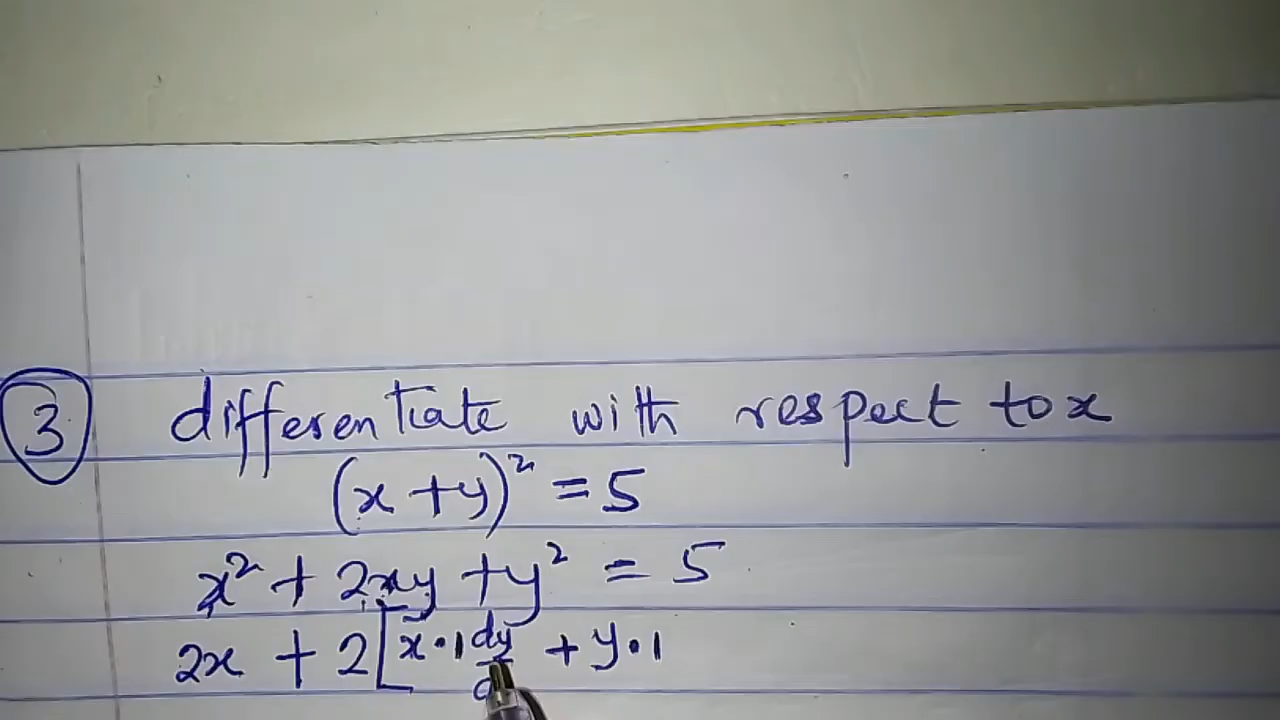 3 differentiate with respect to x
(x+y)² = 5
x² + 2xy + y² = 5
2x + 2[x·1 dy/d + y·1